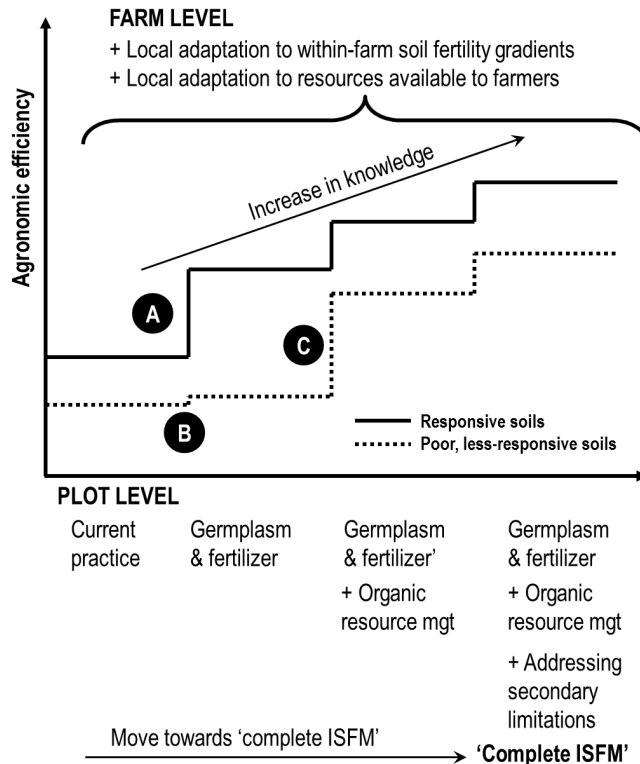 FARM LEVEL
+ Local adaptation to within-farm soil fertility gradients
+ Local adaptation to resources available to farmers
Agronomic efficiency
Increase in knowledge
A
C
B
Responsive soils
Poor, less-responsive soils
PLOT LEVEL
Current
practice
Germplasm
& fertilizer
Germplasm
& fertilizer’
+ Organic
resource mgt
Germplasm
& fertilizer
+ Organic
resource mgt
+ Addressing
secondary
limitations
Move towards ‘complete ISFM’
‘Complete ISFM’